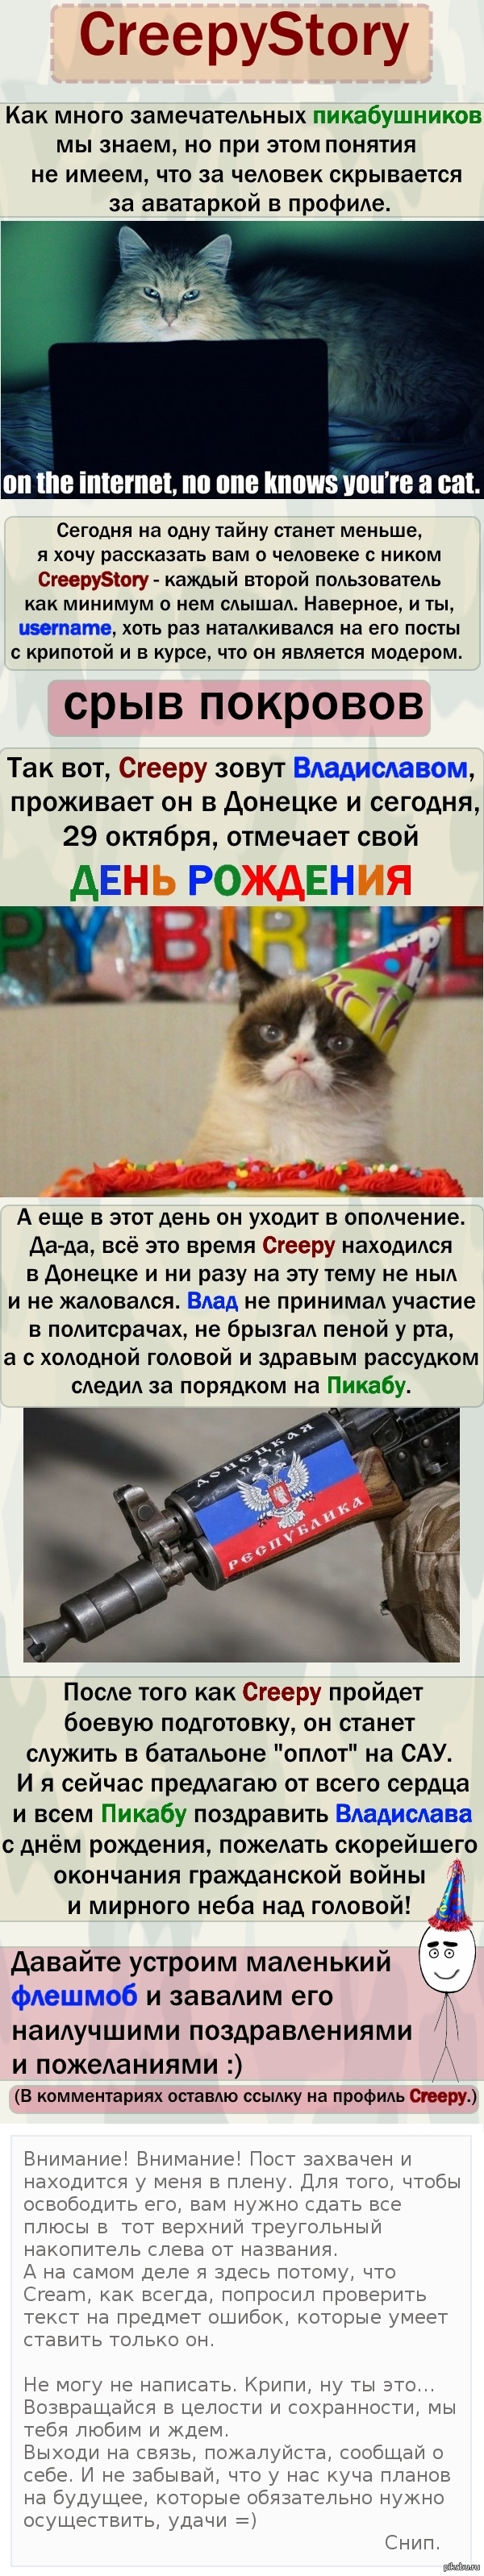 CreepyStory
Как много замечательных пикабушников
мы знаем, но при этом понятия
не имеем, что за человек скрывается
за аватаркой в профиле.
on the internet, no one knows you're a cat.
Сегодня на одну тайну станет меньше,
я хочу рассказать вам о человеке с ником
CreepyStory - каждый второй пользователь
как минимум о нем слышал. Наверное, и ты,
username, хоть раз наталкивался на его посты
с крипотой и в курсе, что он является модером.
срыв покровов
Так вот, Creepy зовут Владиславом,
проживает он в Донецке и сегодня,
29 октября, отмечает свой
ДЕНЬ РОЖДЕНИЯ
PY BIRTH
А еще в этот день он уходит в ополчение.
Да-да, всё это время Creepy находился
в Донецке и ни разу на эту тему не ныл
и не жаловался. Влад не принимал участие
в политсрачах, не брызгал пеной у рта,
а с холодной головой и здравым рассудком
следил за порядком на Пикабу.
ДОНЕЦКАЯ
РЕСПУБЛИКА
После того как Creepy пройдет
боевую подготовку, он станет
служить в батальоне "оплот" на САУ.
И я сейчас предлагаю от всего сердца
и всем Пикабу поздравить Владислава
с днём рождения, пожелать скорейшего
окончания гражданской войны
и мирного неба над головой!
Давайте устроим маленький
флешмоб и завалим его
наилучшими поздравлениями
и пожеланиями :)
(В комментариях оставлю ссылку на профиль Creepy.)
Внимание! Внимание! Пост захвачен и
находится у меня в плену. Для того, чтобы
освободить его, вам нужно сдать все
плюсы в тот верхний треугольный
накопитель слева от названия.
А на самом деле я здесь потому, что
Cream, как всегда, попросил проверить
текст на предмет ошибок, которые умеет
ставить только он.
Не могу не написать. Крипи, ну ты это...
Возвращайся в целости и сохранности, мы
тебя любим и ждем.
Выходи на связь, пожалуйста, сообщай о
себе. И не забывай, что у нас куча планов
на будущее, которые обязательно нужно
осуществить, удачи =)
Снип.
pikabu.ru